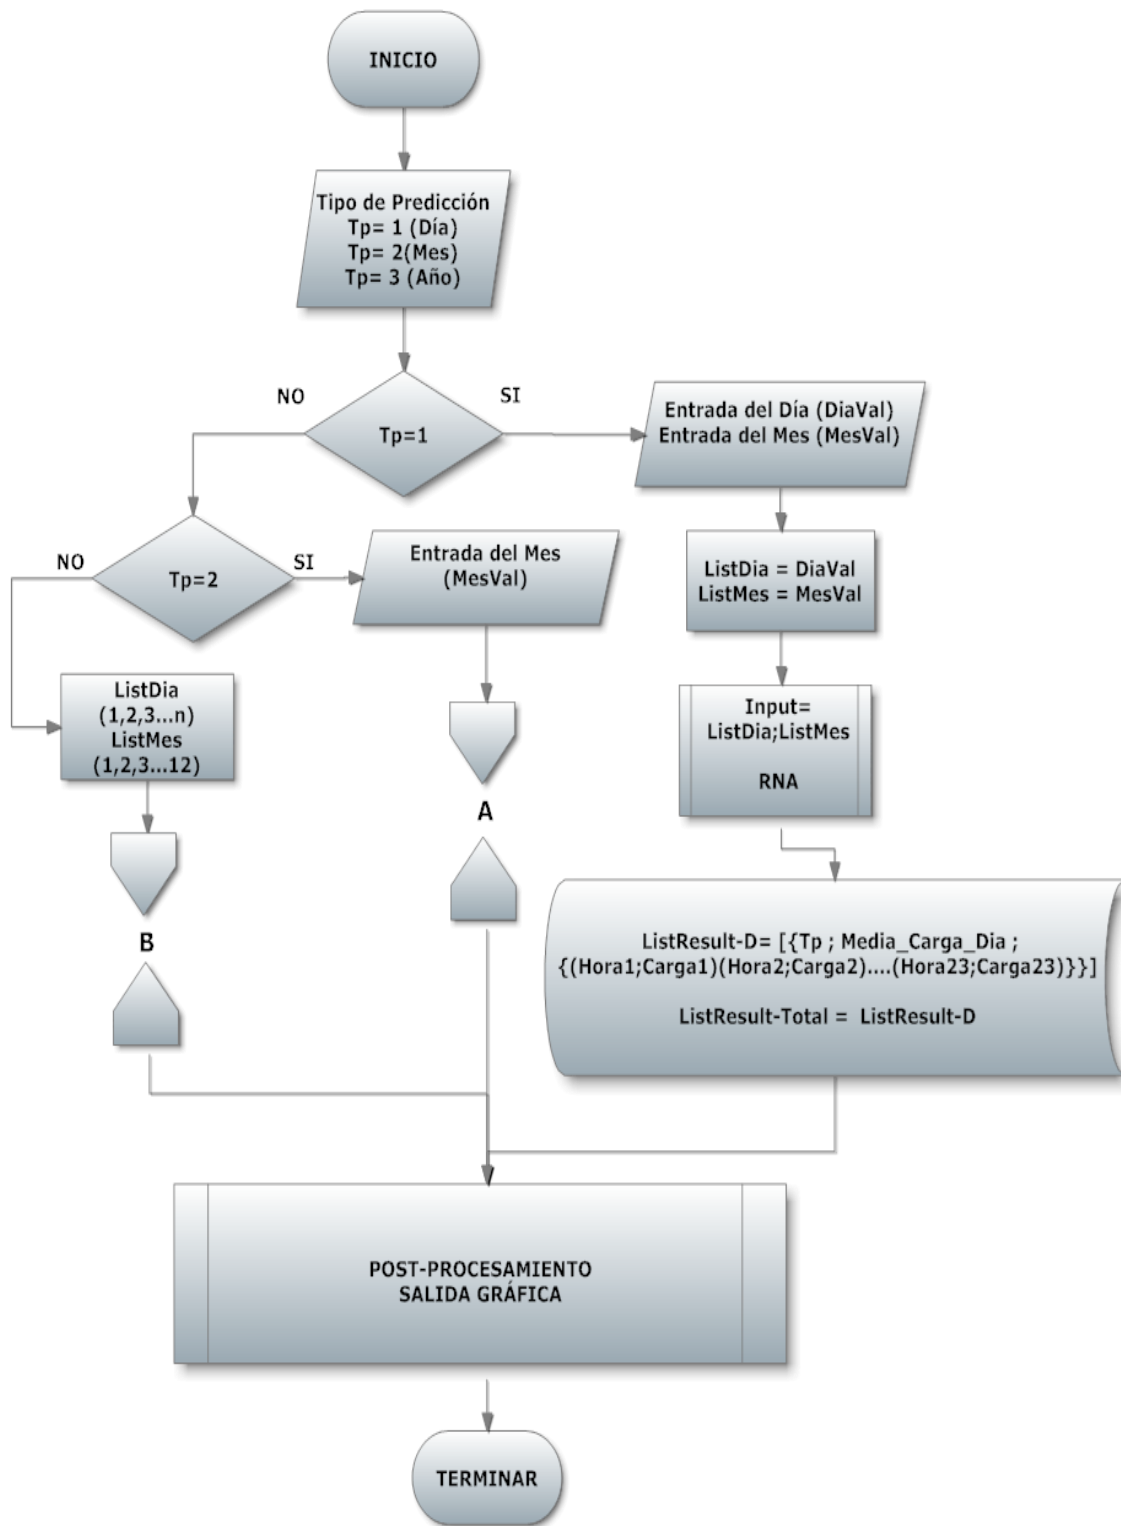 INICIO
Tipo de Predicción
Tp= 1 (Día)
Tp= 2(Mes)
Tp= 3 (Año)
NO
SI
Tp=1
Entrada del Día (DiaVal)
Entrada del Mes (MesVal)
NO
SI
Tp=2
Entrada del Mes
(MesVal)
ListDia = DiaVal
ListMes = MesVal
ListDia
(1,2,3...n)
ListMes
(1,2,3...12)
Input=
ListDia;ListMes
RNA
A
B
ListResult-D= [{Tp ; Media_Carga_Dia ;
{(Hora1;Carga1)(Hora2;Carga2)....(Hora23;Carga23)}}]
ListResult-Total = ListResult-D
POST-PROCESAMIENTO
SALIDA GRÁFICA
TERMINAR